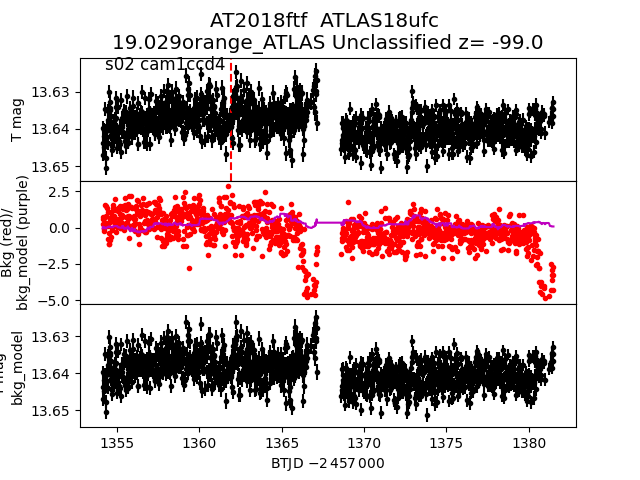 AT2018ftf ATLAS18ufc
19.029orange_ATLAS Unclassified z= -99.0
s02 cam1ccd4
T mag
13.63
13.64
13.65
Bkg (red)/
bkg_model (purple)
2.5
0.0
−2.5
−5.0
bkg_model
13.63
13.64
13.65
1355 1360 1365 1370 1375 1380
BTJD −2 457 000